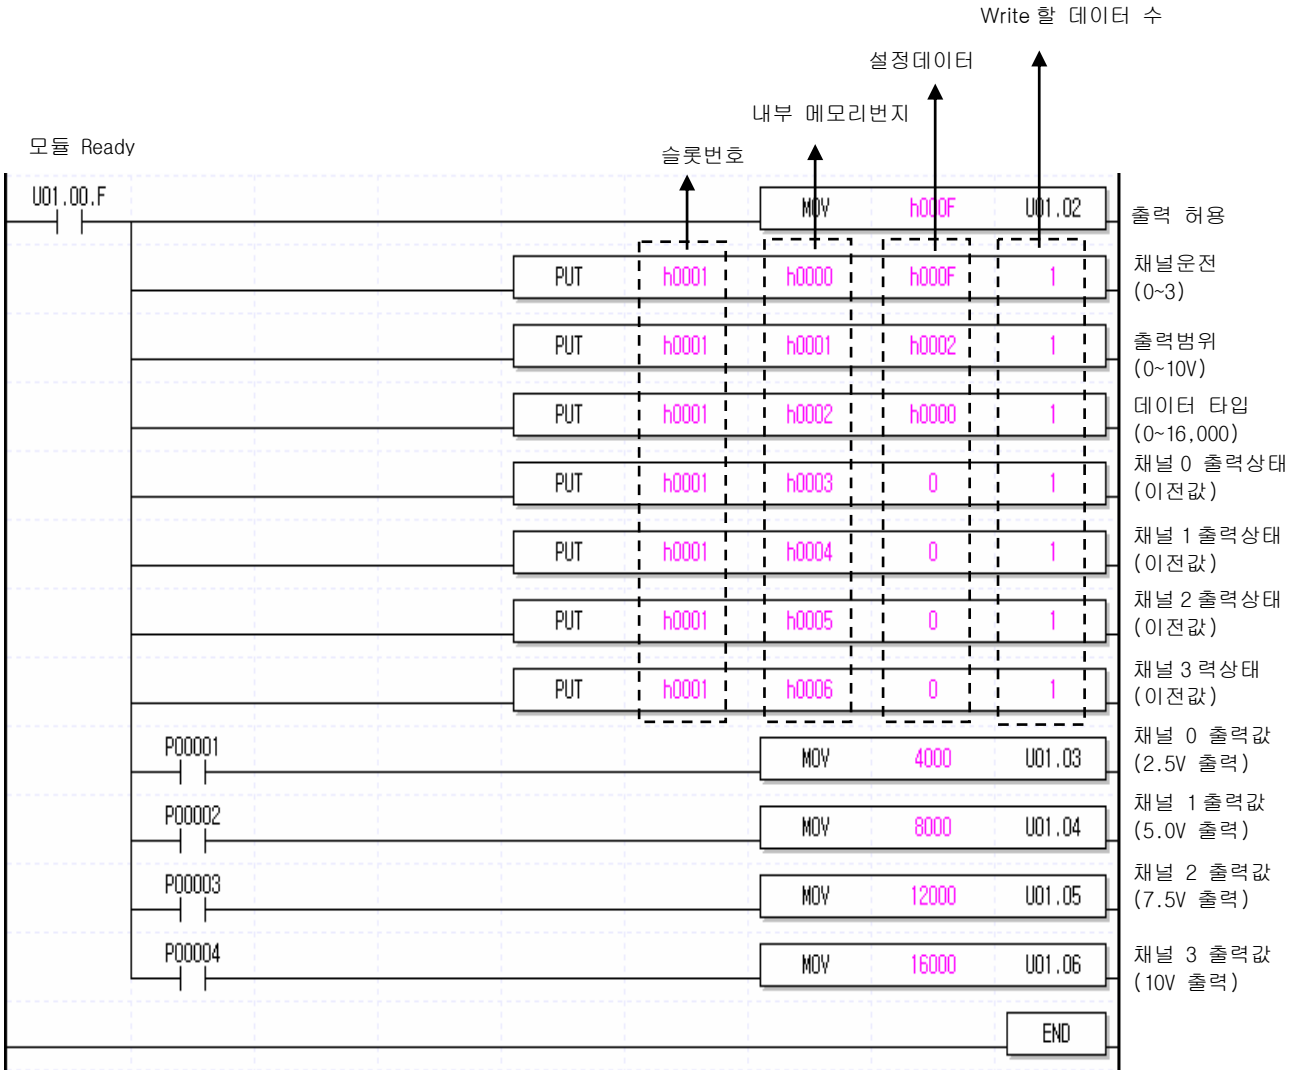 Write 할 데이터 수
설정데이터
내부 메모리번지
모듈 Ready
슬롯번호
U01.00.F
MOV h000F U01.02 출력 허용
PUT h0001 h0000 h000F 1 채널운전
(0~3)
PUT h0001 h0001 h0002 1 출력범위
(0~10V)
PUT h0001 h0002 h0000 1 데이터 타입
(0~16,000)
PUT h0001 h0003 0 1 채널 0 출력상태
(이전값)
PUT h0001 h0004 0 1 채널 1 출력상태
(이전값)
PUT h0001 h0005 0 1 채널 2 출력상태
(이전값)
PUT h0001 h0006 0 1 채널 3 력상태
(이전값)
P00001 MOV 4000 U01.03 채널 0 출력값
(2.5V 출력)
P00002 MOV 8000 U01.04 채널 1 출력값
(5.0V 출력)
P00003 MOV 12000 U01.05 채널 2 출력값
(7.5V 출력)
P00004 MOV 16000 U01.06 채널 3 출력값
(10V 출력)
END